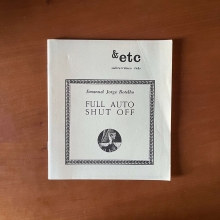 & etc
Emanuel Jorge Botelho
FULL AUTO
SHUT OFF